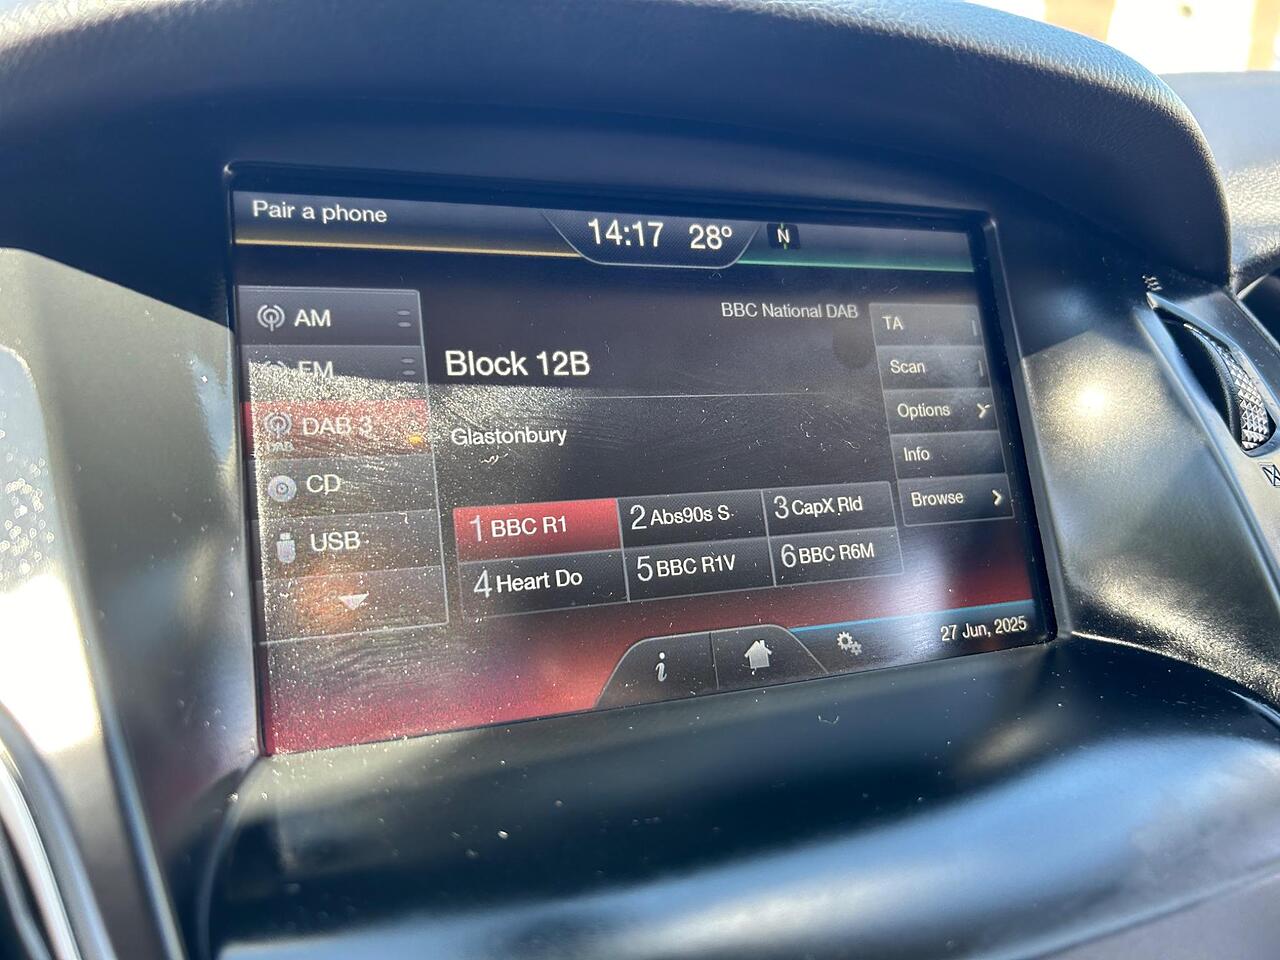 Pair a phone
14:17 28° N
BBC National DAB
AM
FM
DAB 3
DAB
CD
USB
Block 12B
Glastonbury
TA
Scan
Options
Info
Browse
1 BBC R1
2 Abs90s S
3 CapX Rld
4 Heart Do
5 BBC R1V
6 BBC R6M
i
27 Jun, 2025